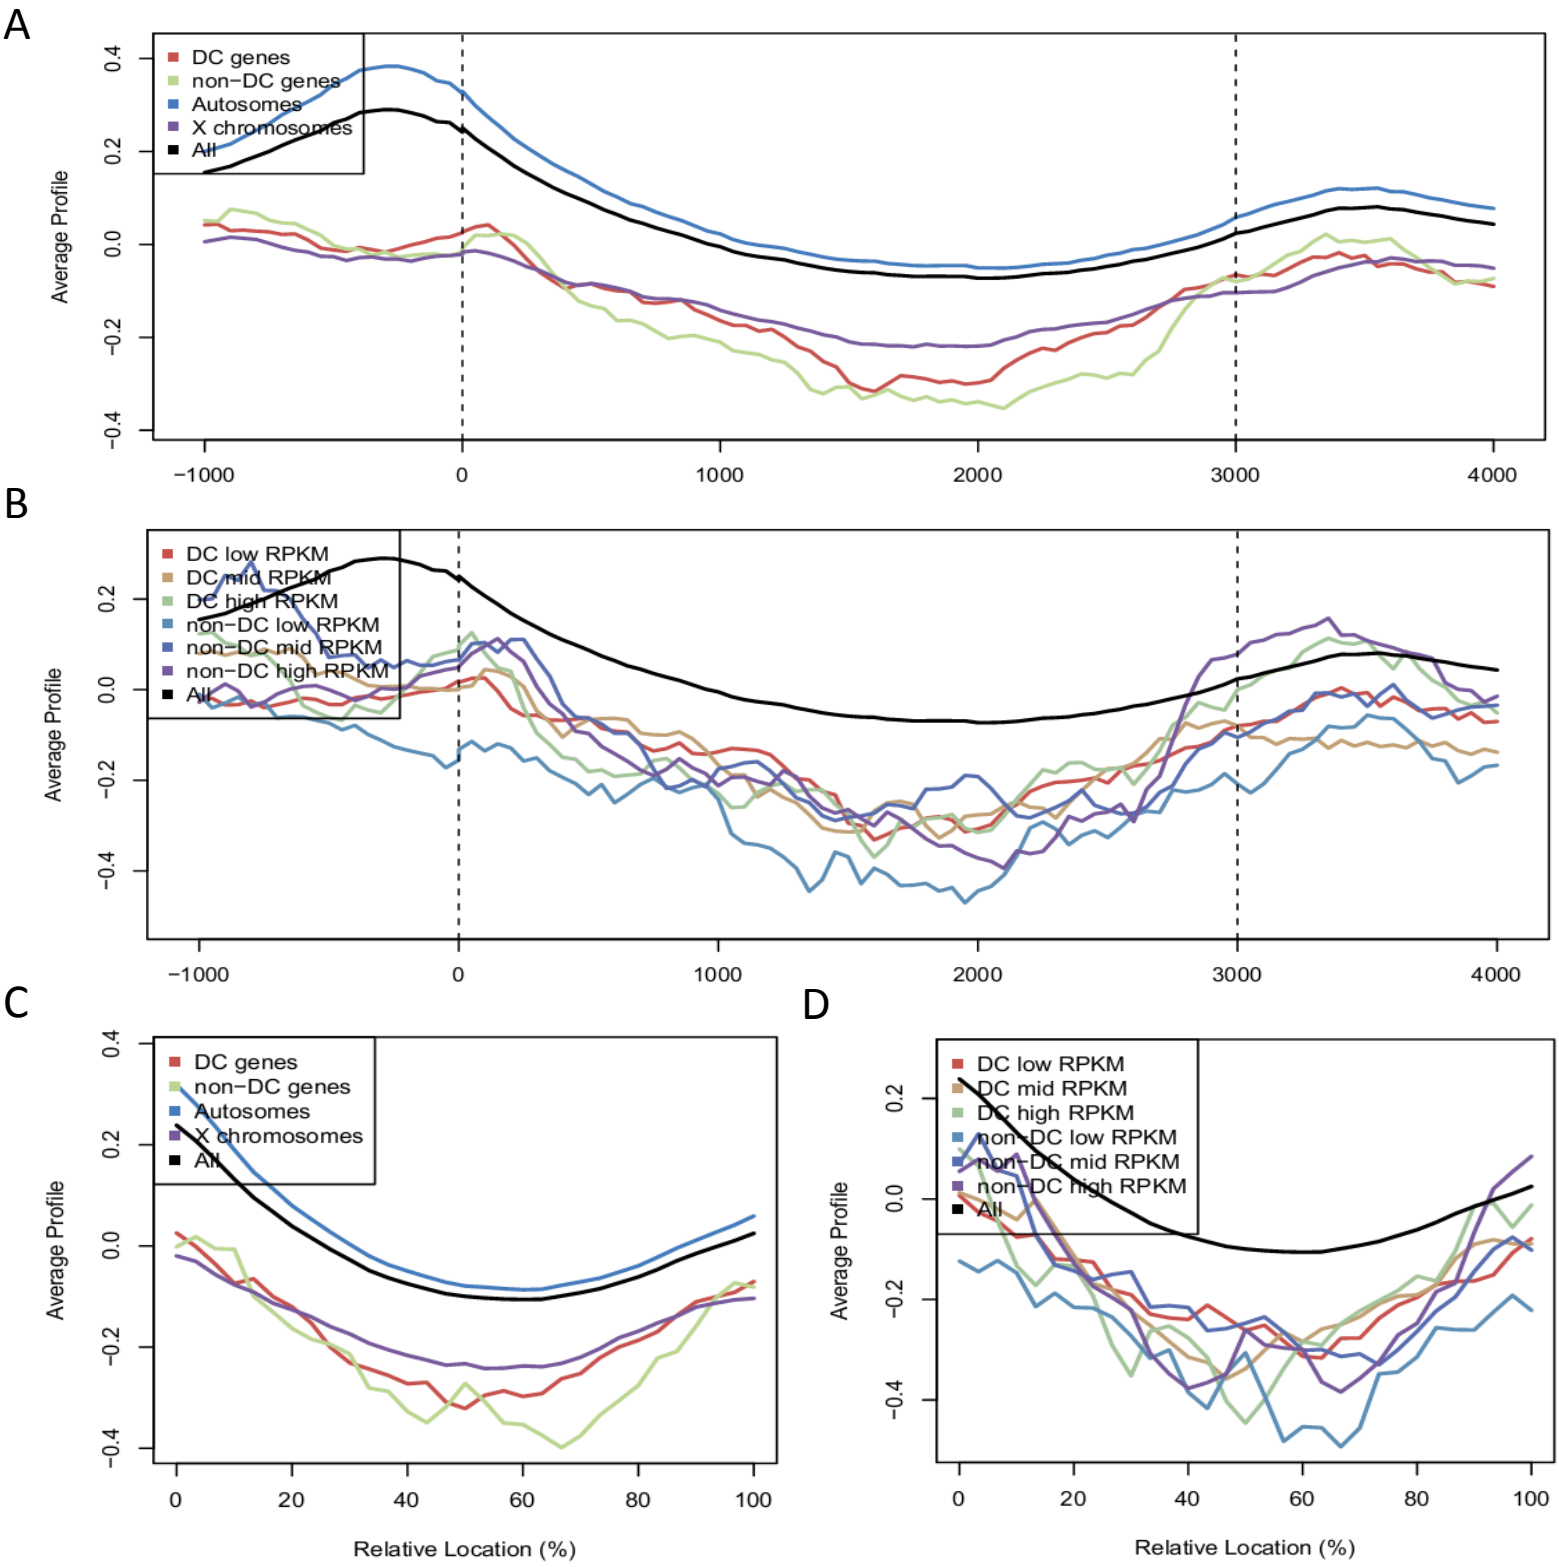 A
DC genes
non−DC genes
Autosomes
X chromosomes
All
Average Profile
0.4
0.2
0.0
−0.2
−0.4
−1000 0 1000 2000 3000 4000
B
DC low RPKM
DC mid RPKM
DC high RPKM
non−DC low RPKM
non−DC mid RPKM
non−DC high RPKM
All
Average Profile
0.2
0.0
−0.2
−0.4
−1000 0 1000 2000 3000 4000
C
DC genes
non−DC genes
Autosomes
X chromosomes
All
Average Profile
0.4
0.2
0.0
−0.2
−0.4
0 20 40 60 80 100
Relative Location (%)
D
DC low RPKM
DC mid RPKM
DC high RPKM
non−DC low RPKM
non−DC mid RPKM
non−DC high RPKM
All
Average Profile
0.2
0.0
−0.2
−0.4
0 20 40 60 80 100
Relative Location (%)